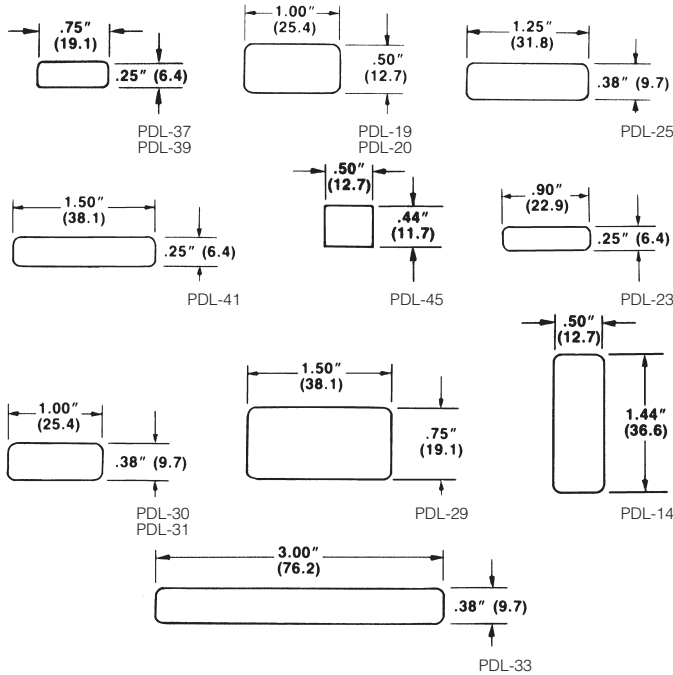 .75"
(19.1)
.25" (6.4)
PDL-37
PDL-39
1.00"
(25.4)
.50"
(12.7)
PDL-19
PDL-20
1.25"
(31.8)
.38" (9.7)
PDL-25
1.50"
(38.1)
.25" (6.4)
PDL-41
.50"
(12.7)
.44"
(11.7)
PDL-45
.90"
(22.9)
.25" (6.4)
PDL-23
1.00"
(25.4)
.38" (9.7)
PDL-30
PDL-31
1.50"
(38.1)
.75"
(19.1)
PDL-29
.50"
(12.7)
1.44"
(36.6)
PDL-14
3.00"
(76.2)
.38" (9.7)
PDL-33